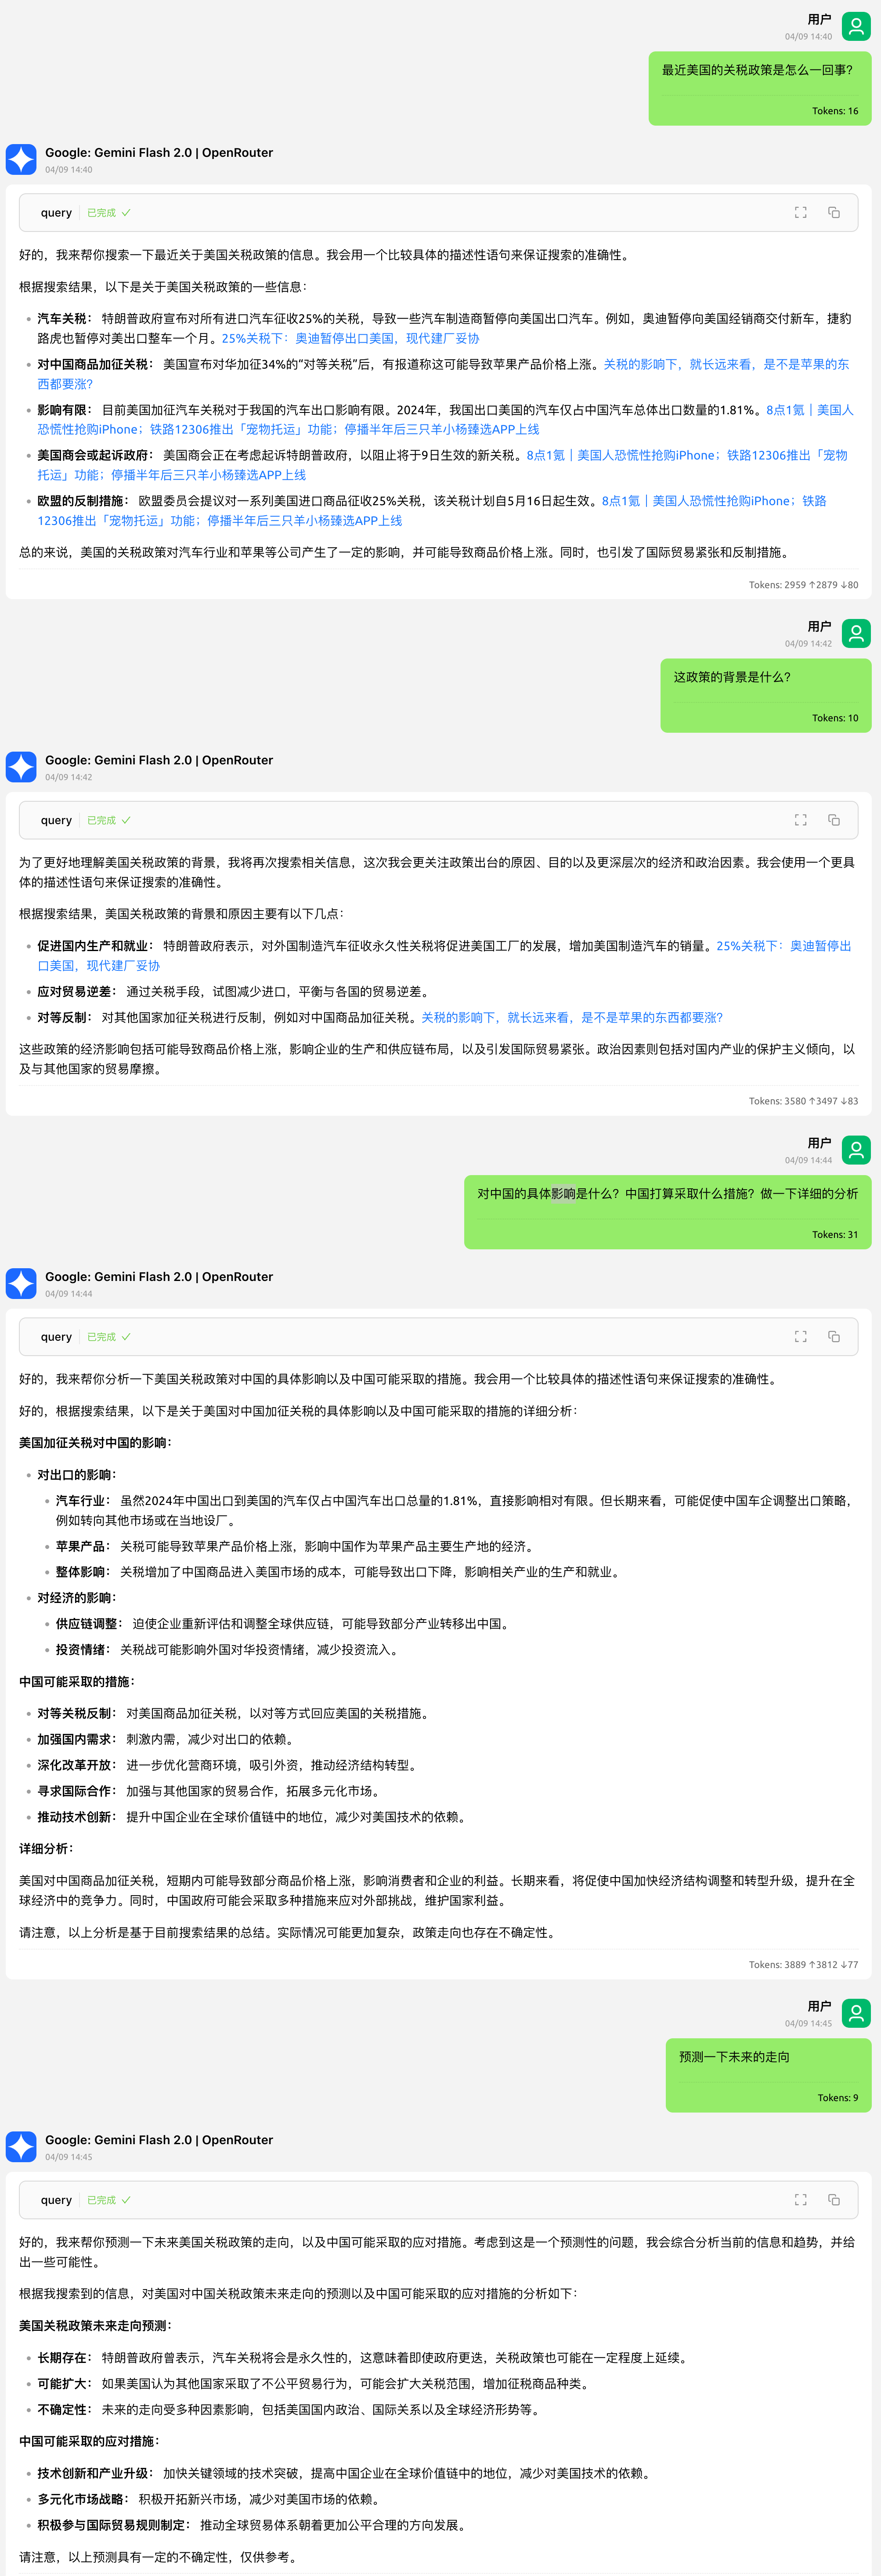 用户
04/09 14:40
最近美国的关税政策是怎么一回事？
Tokens: 16
Google: Gemini Flash 2.0 | OpenRouter
04/09 14:40
query 已完成
好的，我来帮你搜索一下最近关于美国关税政策的信息。我会用一个比较具体的描述性语句来保证搜索的准确性。
根据搜索结果，以下是关于美国关税政策的一些信息：
汽车关税： 特朗普政府宣布对所有进口汽车征收25%的关税，导致一些汽车制造商暂停向美国出口汽车。例如，奥迪暂停向美国经销商交付新车，捷豹
路虎也暂停对美出口整车一个月。25%关税下：奥迪暂停出口美国，现代建厂妥协
对中国商品加征关税： 美国宣布对华加征34%的“对等关税”后，有报道称这可能导致苹果产品价格上涨。关税的影响下，就长远来看，是不是苹果的东
西都要涨？
影响有限： 目前美国加征汽车关税对于我国的汽车出口影响有限。2024年，我国出口美国的汽车仅占中国汽车总体出口数量的1.81%。8点1氪｜美国人
恐慌性抢购iPhone；铁路12306推出「宠物托运」功能；停播半年后三只羊小杨臻选APP上线
美国商会或起诉政府： 美国商会正在考虑起诉特朗普政府，以阻止将于9日生效的新关税。8点1氪｜美国人恐慌性抢购iPhone；铁路12306推出「宠物
托运」功能；停播半年后三只羊小杨臻选APP上线
欧盟的反制措施： 欧盟委员会提议对一系列美国进口商品征收25%关税，该关税计划自5月16日起生效。8点1氪｜美国人恐慌性抢购iPhone；铁路
12306推出「宠物托运」功能；停播半年后三只羊小杨臻选APP上线
总的来说，美国的关税政策对汽车行业和苹果等公司产生了一定的影响，并可能导致商品价格上涨。同时，也引发了国际贸易紧张和反制措施。
Tokens: 2959 ↑2879 ↓80
用户
04/09 14:42
这政策的背景是什么？
Tokens: 10
Google: Gemini Flash 2.0 | OpenRouter
04/09 14:42
query 已完成
为了更好地理解美国关税政策的背景，我将再次搜索相关信息，这次我会更关注政策出台的原因、目的以及更深层次的经济和政治因素。我会使用一个更具
体的描述性语句来保证搜索的准确性。
根据搜索结果，美国关税政策的背景和原因主要有以下几点：
促进国内生产和就业： 特朗普政府表示，对外国制造汽车征收永久性关税将促进美国工厂的发展，增加美国制造汽车的销量。25%关税下：奥迪暂停出
口美国，现代建厂妥协
应对贸易逆差： 通过关税手段，试图减少进口，平衡与各国的贸易逆差。
对等反制： 对其他国家加征关税进行反制，例如对中国商品加征关税。关税的影响下，就长远来看，是不是苹果的东西都要涨？
这些政策的经济影响包括可能导致商品价格上涨，影响企业的生产和供应链布局，以及引发国际贸易紧张。政治因素则包括对国内产业的保护主义倾向，以
及与其他国家的贸易摩擦。
Tokens: 3580 ↑3497 ↓83
用户
04/09 14:44
对中国的具体影响是什么？中国打算采取什么措施？做一下详细的分析
Tokens: 31
Google: Gemini Flash 2.0 | OpenRouter
04/09 14:44
query 已完成
好的，我来帮你分析一下美国关税政策对中国的具体影响以及中国可能采取的措施。我会用一个比较具体的描述性语句来保证搜索的准确性。
好的，根据搜索结果，以下是关于美国对中国加征关税的具体影响以及中国可能采取的措施的详细分析：
美国加征关税对中国的影响：
对出口的影响：
汽车行业： 虽然2024年中国出口到美国的汽车仅占中国汽车出口总量的1.81%，直接影响相对有限。但长期来看，可能促使中国车企调整出口策略，
例如转向其他市场或在当地设厂。
苹果产品： 关税可能导致苹果产品价格上涨，影响中国作为苹果产品主要生产地的经济。
整体影响： 关税增加了中国商品进入美国市场的成本，可能导致出口下降，影响相关产业的生产和就业。
对经济的影响：
供应链调整： 迫使企业重新评估和调整全球供应链，可能导致部分产业转移出中国。
投资情绪： 关税战可能影响外国对华投资情绪，减少投资流入。
中国可能采取的措施：
对等关税反制： 对美国商品加征关税，以对等方式回应美国的关税措施。
加强国内需求： 刺激内需，减少对出口的依赖。
深化改革开放： 进一步优化营商环境，吸引外资，推动经济结构转型。
寻求国际合作： 加强与其他国家的贸易合作，拓展多元化市场。
推动技术创新： 提升中国企业在全球价值链中的地位，减少对美国技术的依赖。
详细分析：
美国对中国商品加征关税，短期内可能导致部分商品价格上涨，影响消费者和企业的利益。长期来看，将促使中国加快经济结构调整和转型升级，提升在全
球经济中的竞争力。同时，中国政府可能会采取多种措施来应对外部挑战，维护国家利益。
请注意，以上分析是基于目前搜索结果的总结。实际情况可能更加复杂，政策走向也存在不确定性。
Tokens: 3889 ↑3812 ↓77
用户
04/09 14:45
预测一下未来的走向
Tokens: 9
Google: Gemini Flash 2.0 | OpenRouter
04/09 14:45
query 已完成
好的，我来帮你预测一下未来美国关税政策的走向，以及中国可能采取的应对措施。考虑到这是一个预测性的问题，我会综合分析当前的信息和趋势，并给
出一些可能性。
根据我搜索到的信息，对美国对中国关税政策未来走向的预测以及中国可能采取的应对措施的分析如下：
美国关税政策未来走向预测：
长期存在： 特朗普政府曾表示，汽车关税将会是永久性的，这意味着即使政府更迭，关税政策也可能在一定程度上延续。
可能扩大： 如果美国认为其他国家采取了不公平贸易行为，可能会扩大关税范围，增加征税商品种类。
不确定性： 未来的走向受多种因素影响，包括美国国内政治、国际关系以及全球经济形势等。
中国可能采取的应对措施：
技术创新和产业升级： 加快关键领域的技术突破，提高中国企业在全球价值链中的地位，减少对美国技术的依赖。
多元化市场战略： 积极开拓新兴市场，减少对美国市场的依赖。
积极参与国际贸易规则制定： 推动全球贸易体系朝着更加公平合理的方向发展。
请注意，以上预测具有一定的不确定性，仅供参考。